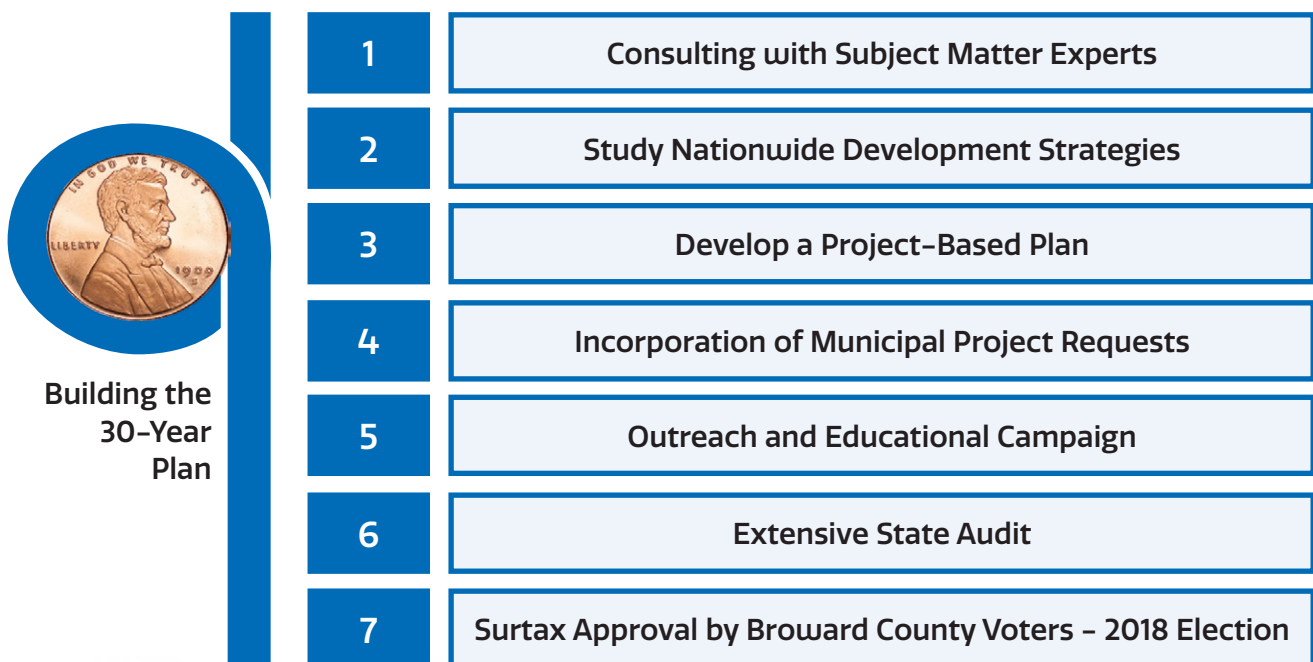 1
Consulting with Subject Matter Experts
2
Study Nationwide Development Strategies
3
Develop a Project-Based Plan
4
Incorporation of Municipal Project Requests
5
Outreach and Educational Campaign
6
Extensive State Audit
7
Surtax Approval by Broward County Voters - 2018 Election
IN GOD WE TRUST
LIBERTY
1909
S
Building the
30-Year
Plan